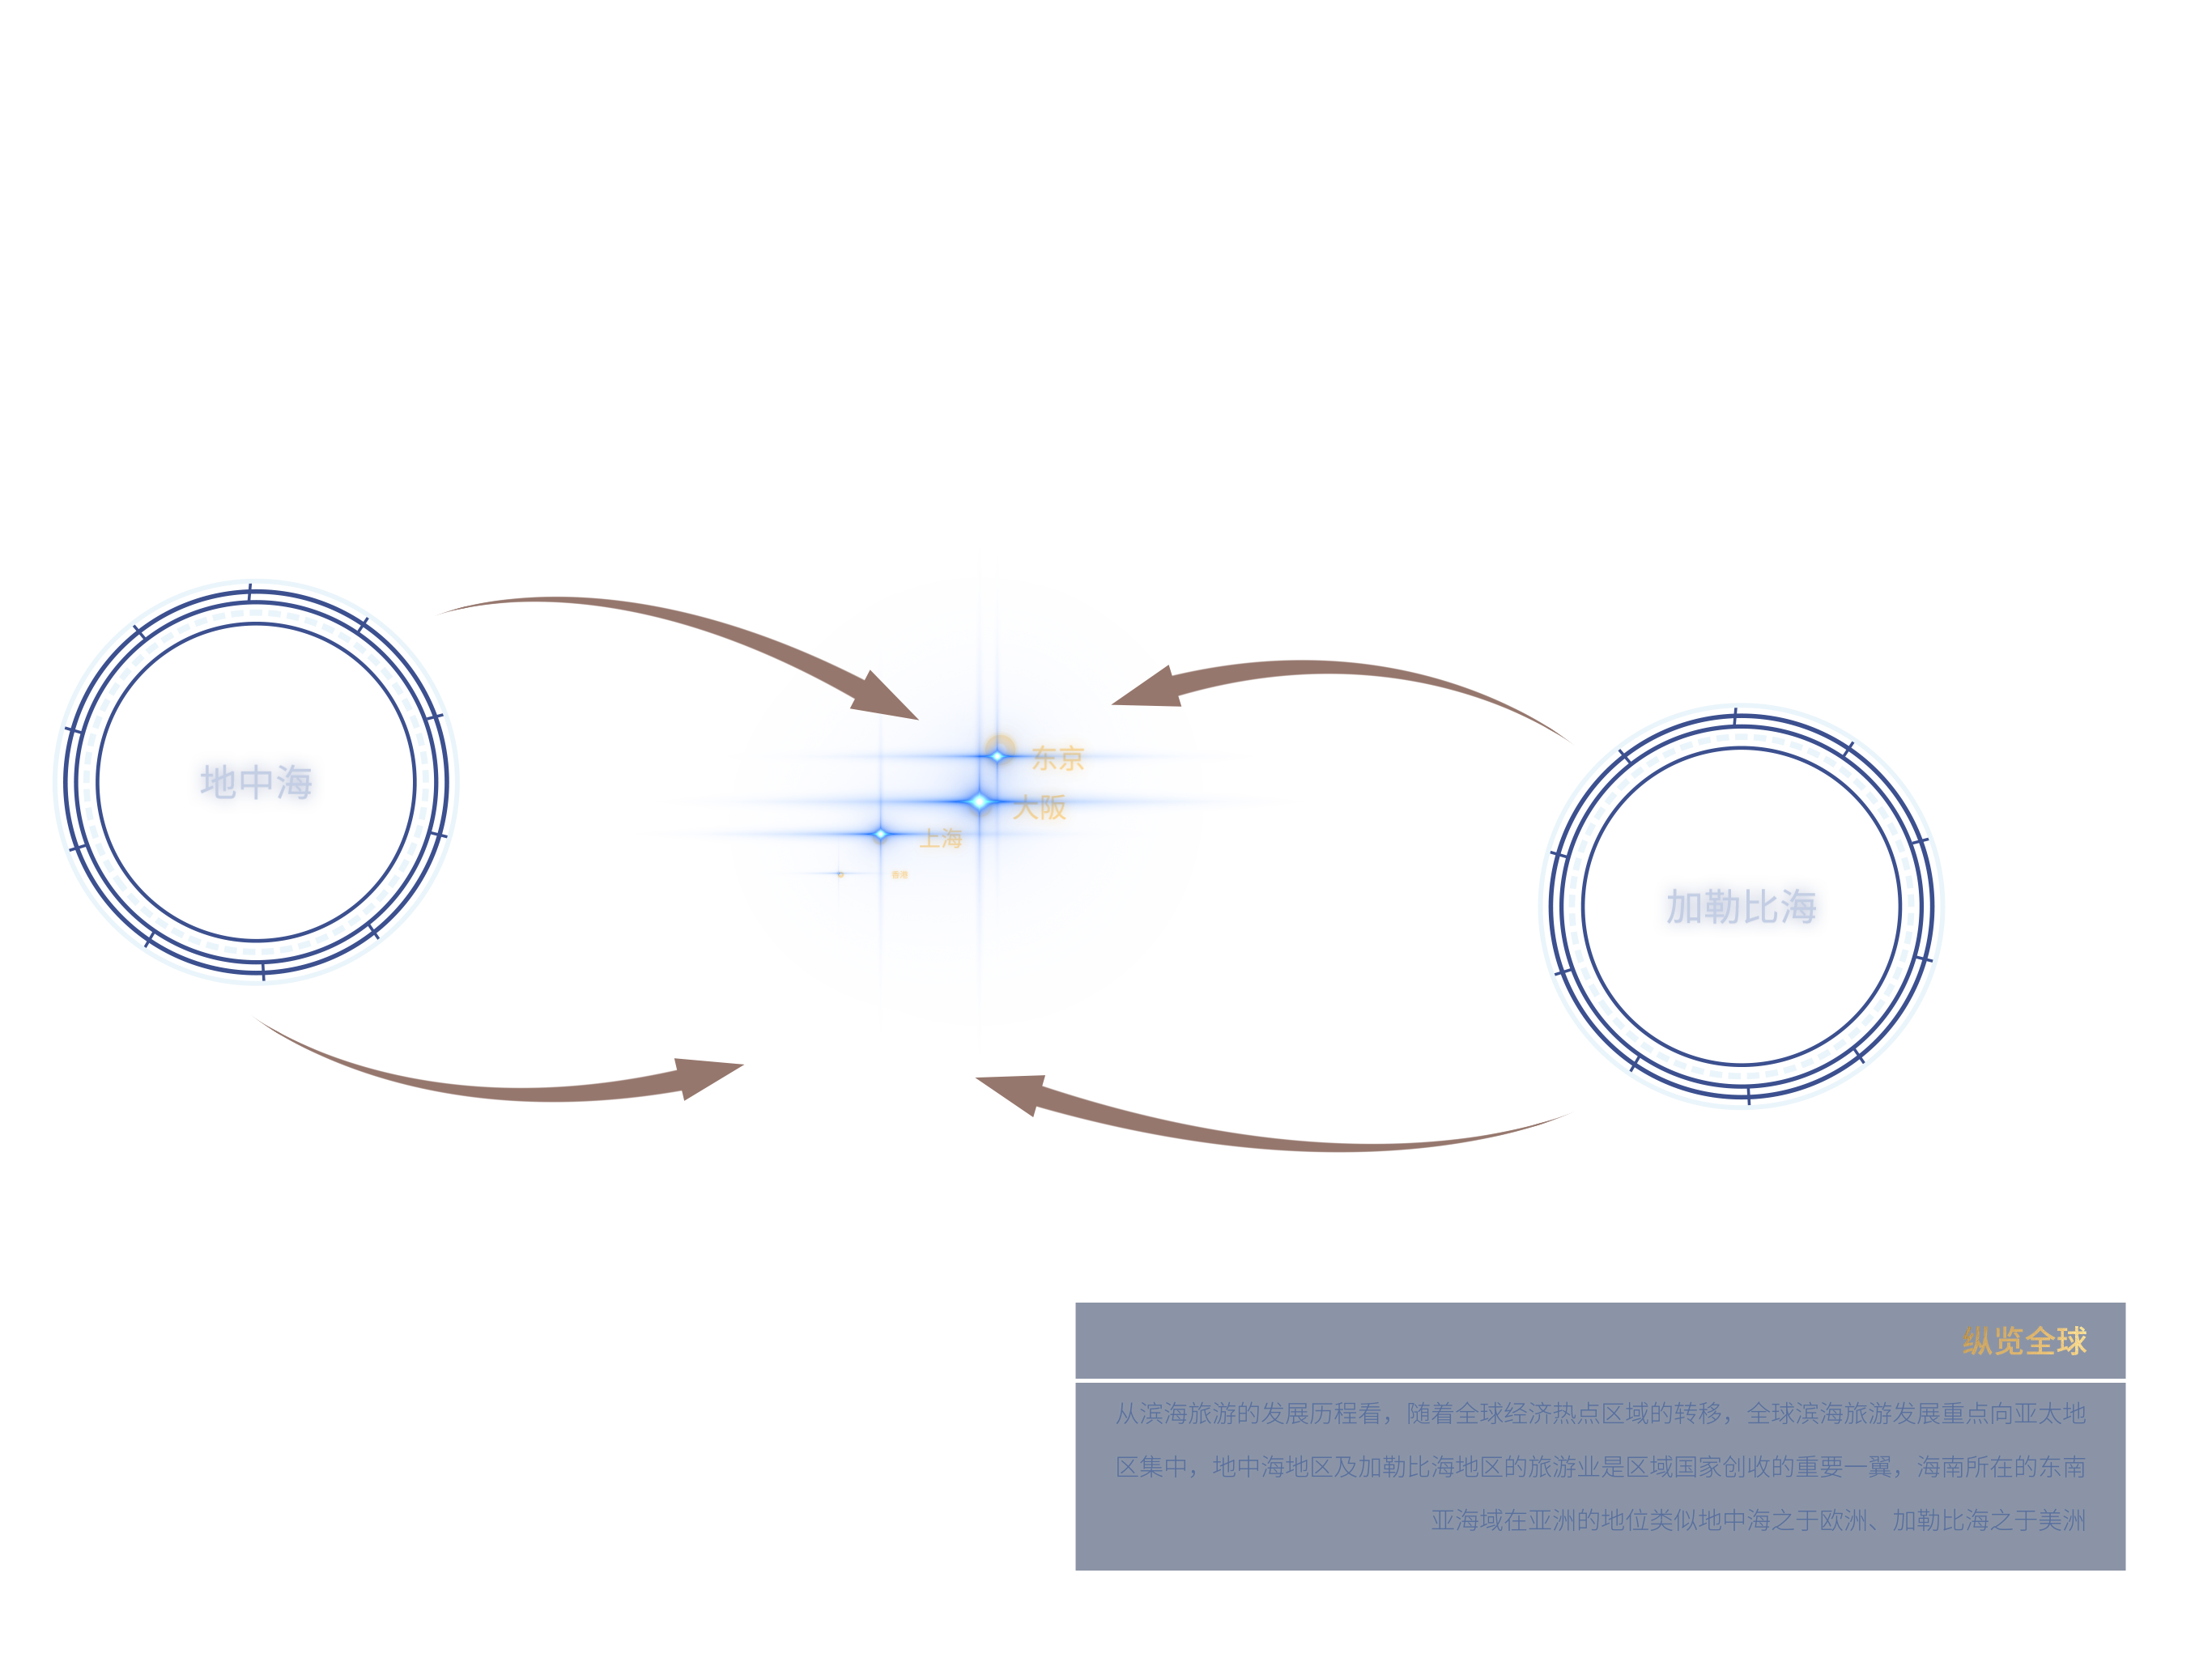 东京
地中海
大阪
上海
香港
加勒比海
纵览全球
从滨海旅游的发展历程看，随着全球经济热点区域的转移，全球滨海旅游发展重点向亚太地
区集中，地中海地区及加勒比海地区的旅游业是区域国家创收的重要一翼，海南所在的东南
亚海域在亚洲的地位类似地中海之于欧洲、加勒比海之于美洲